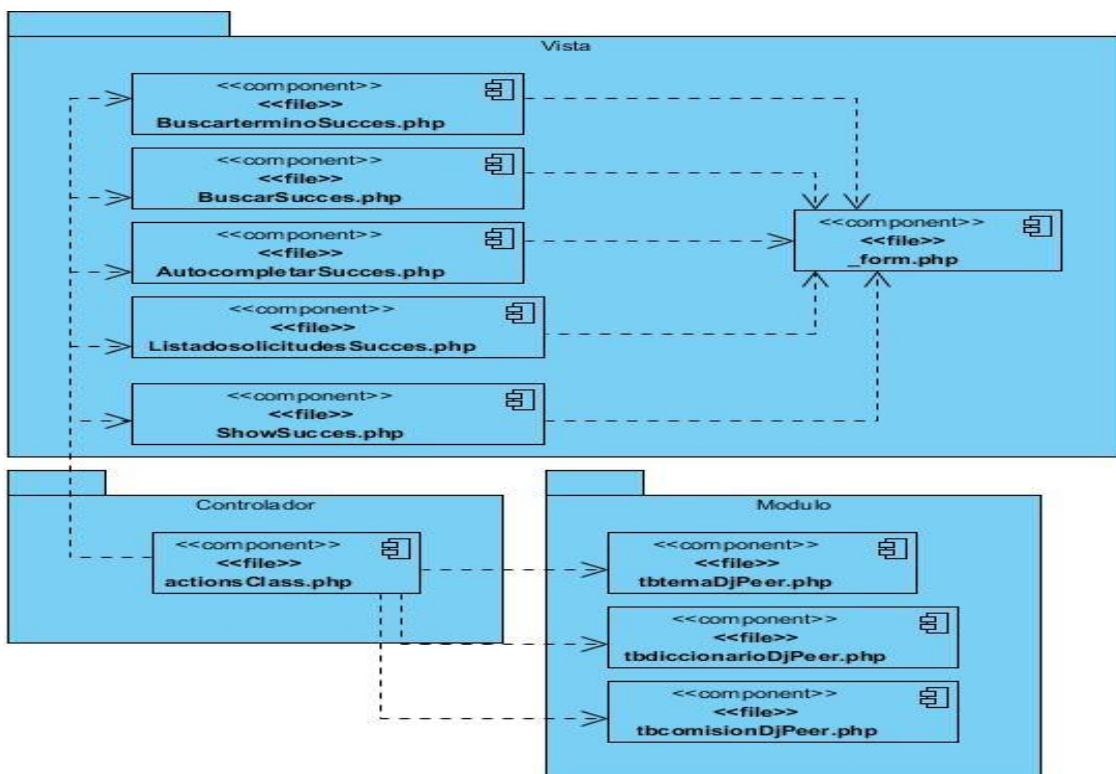 Vista
<<component>>
<<file>>
BuscarterminoSucces.php
<<component>>
<<file>>
BuscarSucces.php
<<component>>
<<file>>
AutocompletarSucces.php
<<component>>
<<file>>
ListadosolicitudesSucces.php
<<component>>
<<file>>
ShowSucces.php
<<component>>
<<file>>
_form.php
Controlador
<<component>>
<<file>>
actionsClass.php
Modulo
<<component>>
<<file>>
tbtemaDjPeer.php
<<component>>
<<file>>
tbdiccionarioDjPeer.php
<<component>>
<<file>>
tbcomisionDjPeer.php